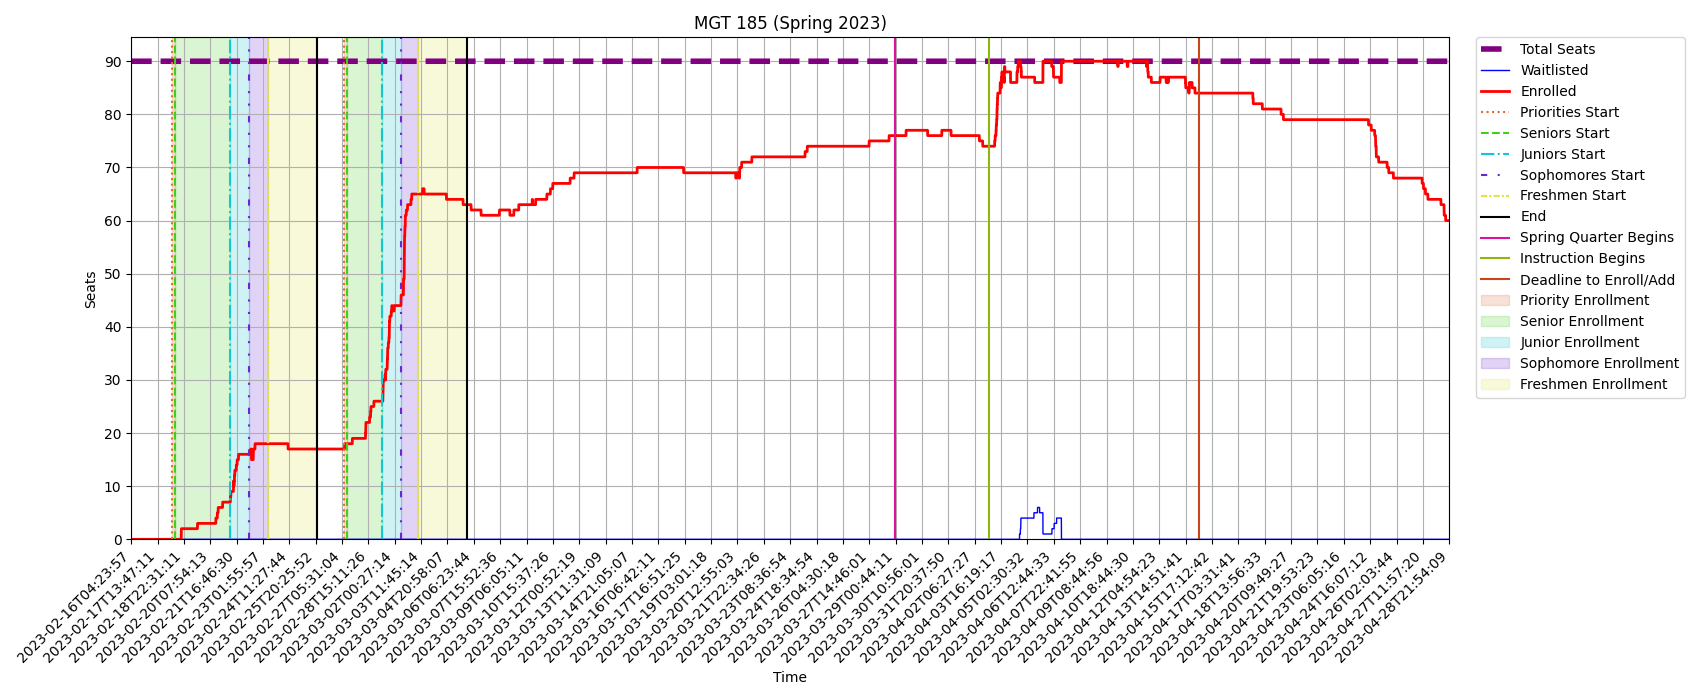 MGT 185 (Spring 2023)
Seats
90
80
70
60
50
40
30
20
10
0
2023-02-16T04:23:57
2023-02-17T13:47:11
2023-02-18T22:31:11
2023-02-20T07:54:13
2023-02-21T16:46:30
2023-02-23T01:55:57
2023-02-24T11:27:44
2023-02-25T20:25:52
2023-02-27T05:31:04
2023-02-28T15:11:26
2023-03-02T00:27:14
2023-03-03T11:45:14
2023-03-04T20:58:07
2023-03-06T06:23:44
2023-03-07T15:52:36
2023-03-09T06:05:11
2023-03-10T15:37:26
2023-03-12T00:52:19
2023-03-13T11:31:09
2023-03-14T21:05:07
2023-03-16T06:42:11
2023-03-17T16:51:25
2023-03-19T03:01:18
2023-03-20T12:55:03
2023-03-21T22:34:26
2023-03-23T08:36:54
2023-03-24T18:34:54
2023-03-26T04:30:18
2023-03-27T14:46:01
2023-03-29T00:44:11
2023-03-30T10:56:01
2023-03-31T20:37:50
2023-04-02T06:27:27
2023-04-03T16:19:17
2023-04-05T02:30:32
2023-04-06T12:44:33
2023-04-07T22:41:55
2023-04-09T08:44:56
2023-04-10T18:44:30
2023-04-12T04:54:23
2023-04-13T14:51:41
2023-04-15T17:12:42
2023-04-17T03:31:41
2023-04-18T13:56:33
2023-04-20T09:49:27
2023-04-21T19:53:23
2023-04-23T06:05:16
2023-04-24T16:07:12
2023-04-26T02:03:44
2023-04-27T11:57:20
2023-04-28T21:54:09
Time
Total Seats
Waitlisted
Enrolled
Priorities Start
Seniors Start
Juniors Start
Sophomores Start
Freshmen Start
End
Spring Quarter Begins
Instruction Begins
Deadline to Enroll/Add
Priority Enrollment
Senior Enrollment
Junior Enrollment
Sophomore Enrollment
Freshmen Enrollment